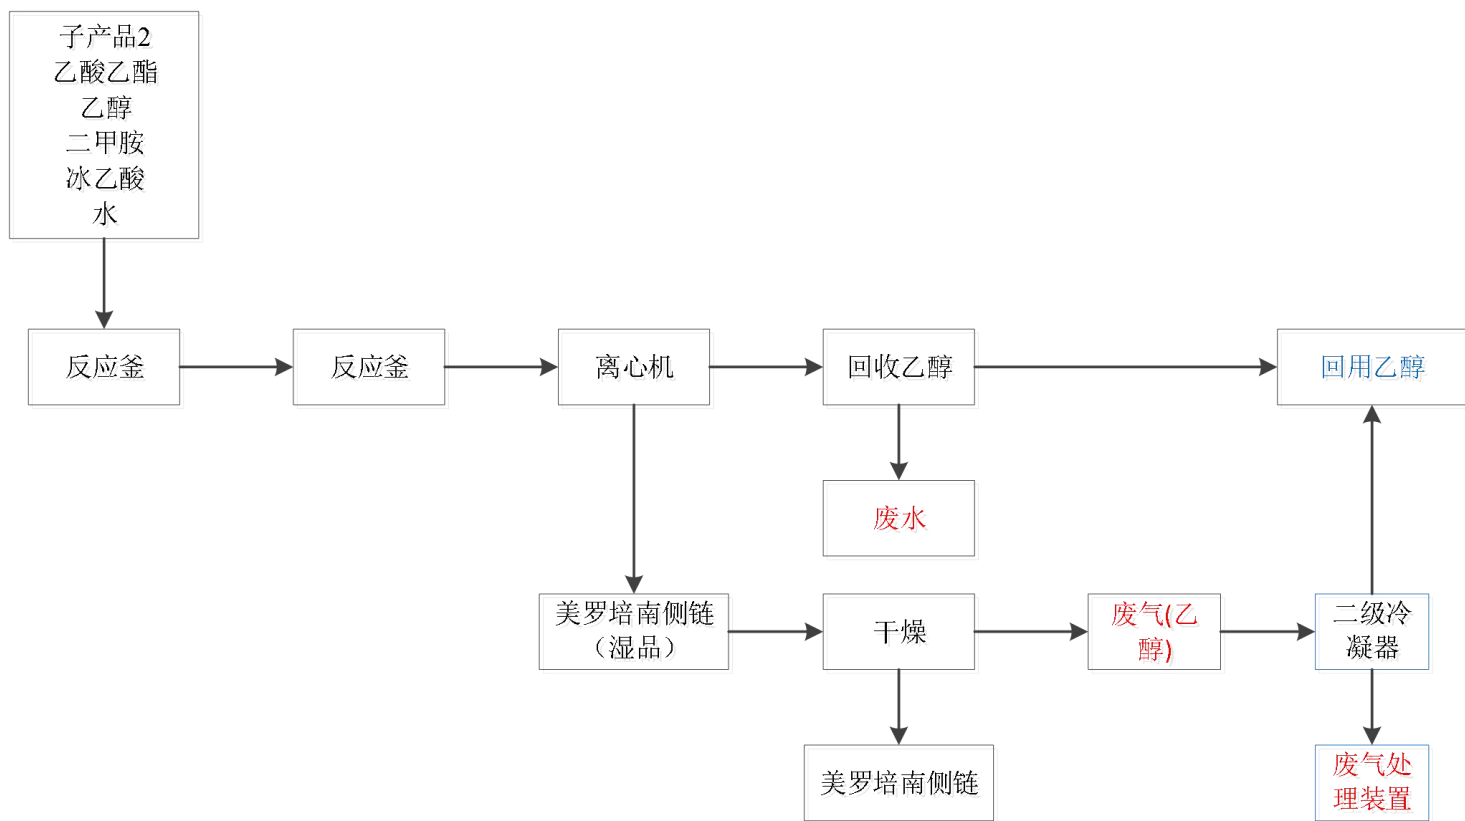 子产品2
乙酸乙酯
乙醇
二甲胺
冰乙酸
水
反应釜
反应釜
离心机
回收乙醇
回用乙醇
废水
美罗培南侧链
（湿品）
干燥
废气(乙
醇)
二级冷
凝器
美罗培南侧链
废气处
理装置